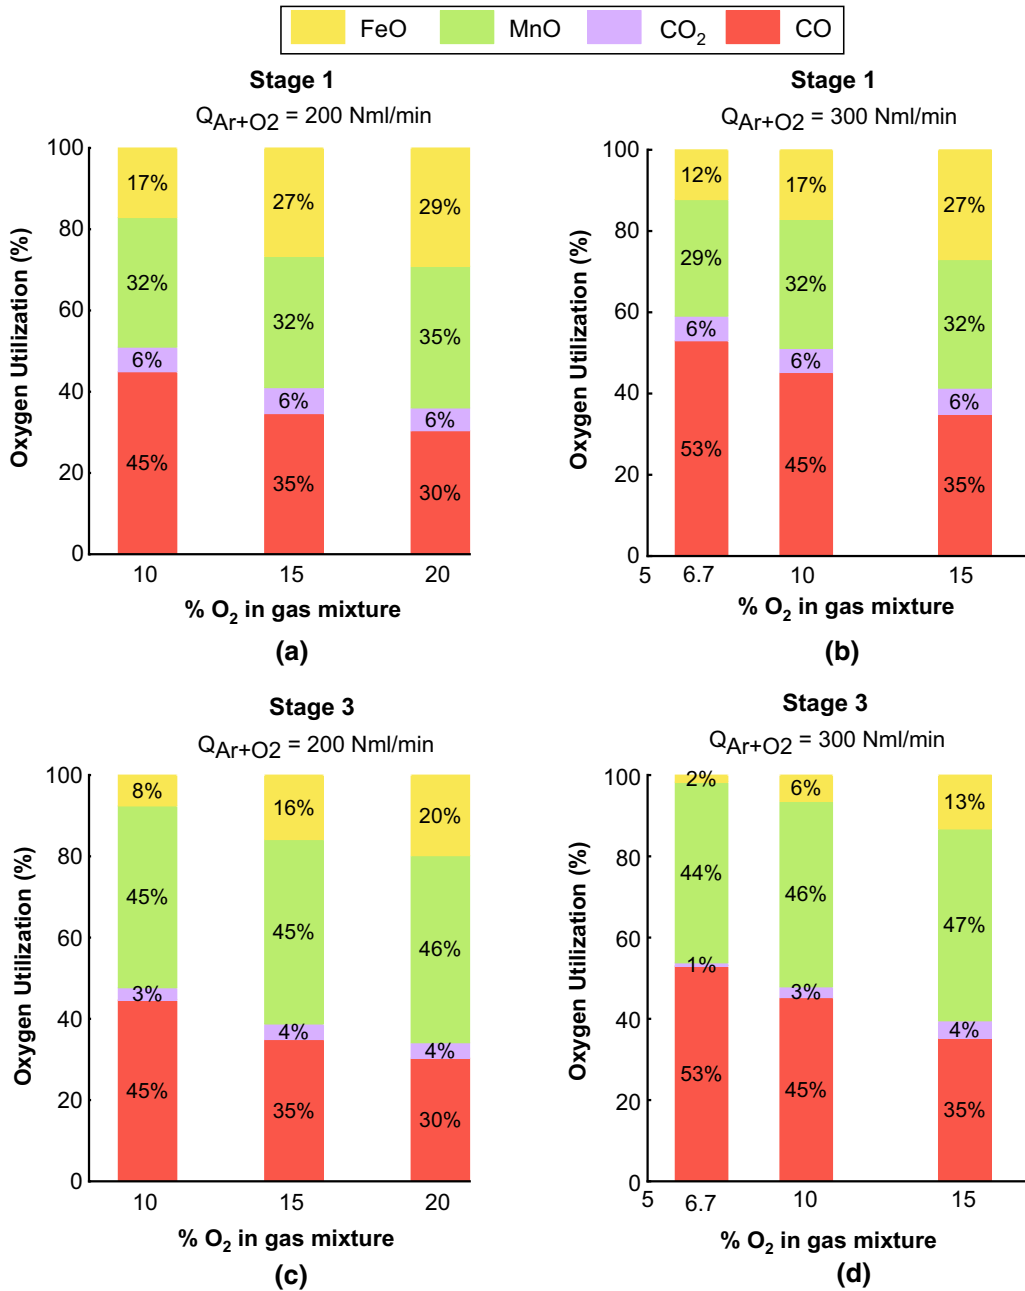 FeO MnO CO₂ CO
Stage 1
Q_Ar+O2 = 200 Nml/min
Oxygen Utilization (%)
100
80
60
40
20
0
17% 27% 29%
32% 32% 35%
6% 6% 6%
45% 35% 30%
10 15 20
% O₂ in gas mixture
(a)
Stage 1
Q_Ar+O2 = 300 Nml/min
Oxygen Utilization (%)
100
80
60
40
20
0
12% 17% 27%
29% 32% 32%
6% 6% 6%
53% 45% 35%
5 6.7 10 15
% O₂ in gas mixture
(b)
Stage 3
Q_Ar+O2 = 200 Nml/min
Oxygen Utilization (%)
100
80
60
40
20
0
8% 16% 20%
45% 45% 46%
3% 4% 4%
45% 35% 30%
10 15 20
% O₂ in gas mixture
(c)
Stage 3
Q_Ar+O2 = 300 Nml/min
Oxygen Utilization (%)
100
80
60
40
20
0
2% 6% 13%
44% 46% 47%
1% 3% 4%
53% 45% 35%
5 6.7 10 15
% O₂ in gas mixture
(d)